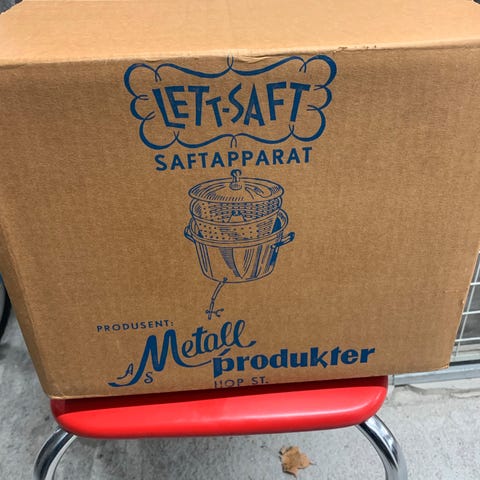 LETT-SAFT
SAFTAPPARAT
PRODUSENT:
A/S Metall
produkter
HOP ST.